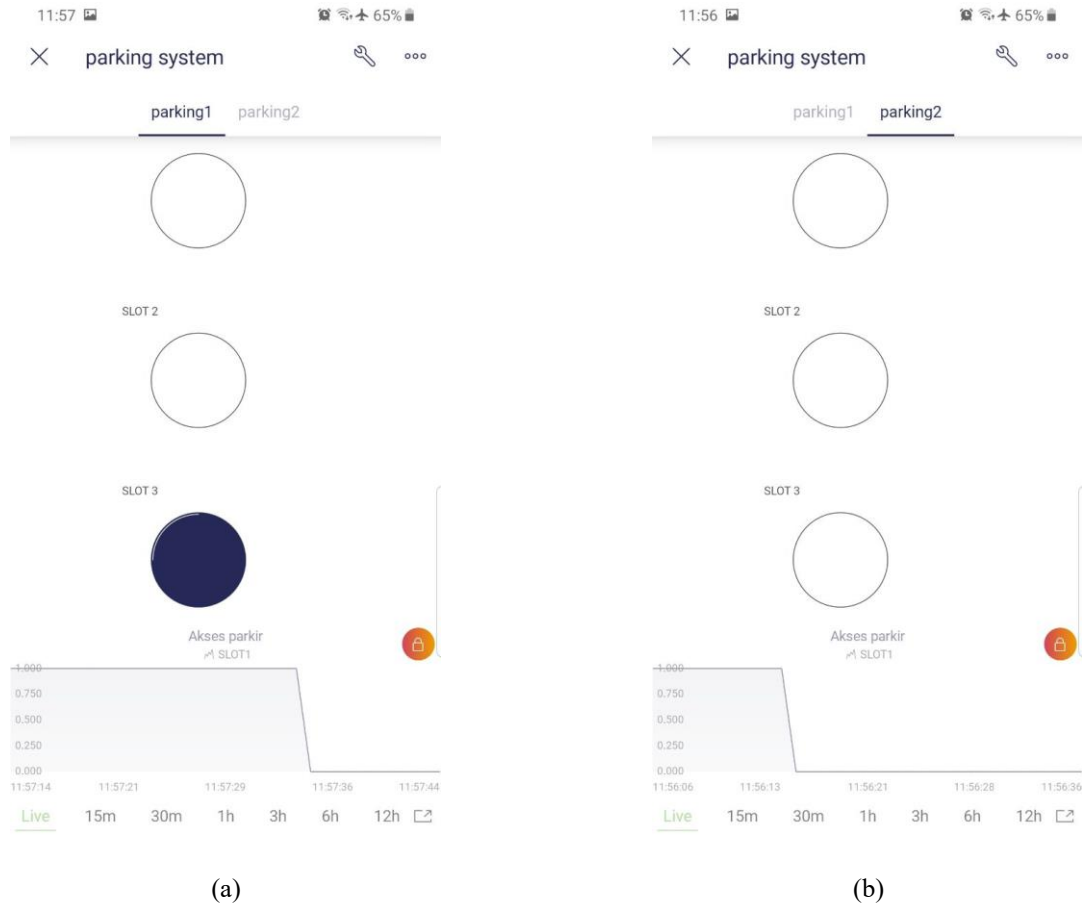 11:57
65%
parking system
parking1 parking2
SLOT 2
SLOT 3
Akses parkir
SLOT1
1.000
0.750
0.500
0.250
0.000
11:57:14 11:57:21 11:57:29 11:57:36 11:57:44
Live 15m 30m 1h 3h 6h 12h
(a)
11:56
65%
parking system
parking1 parking2
SLOT 2
SLOT 3
Akses parkir
SLOT1
1.000
0.750
0.500
0.250
0.000
11:56:06 11:56:13 11:56:21 11:56:28 11:56:36
Live 15m 30m 1h 3h 6h 12h
(b)